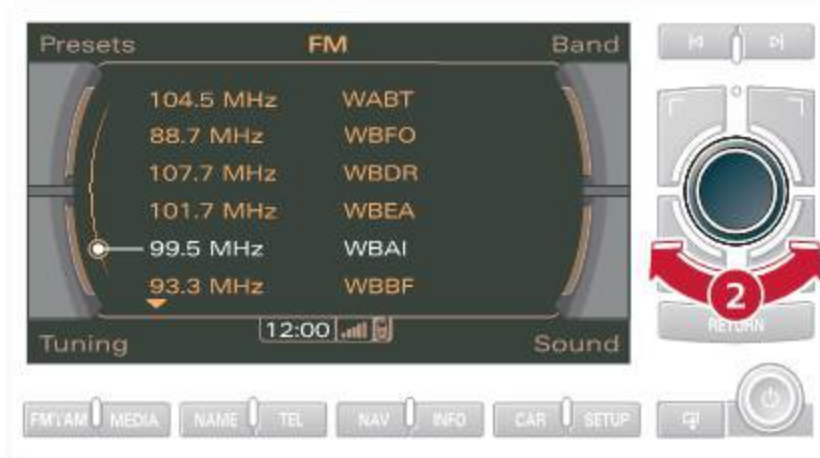 Presets FM Band
104.5 MHz WABT
88.7 MHz WBFO
107.7 MHz WBDR
101.7 MHz WBEA
99.5 MHz WBAI
93.3 MHz WBBF
12:00
Tuning Sound
2
RETURN
FM\AM MEDIA NAME TEL NAV INFO CAR SETUP